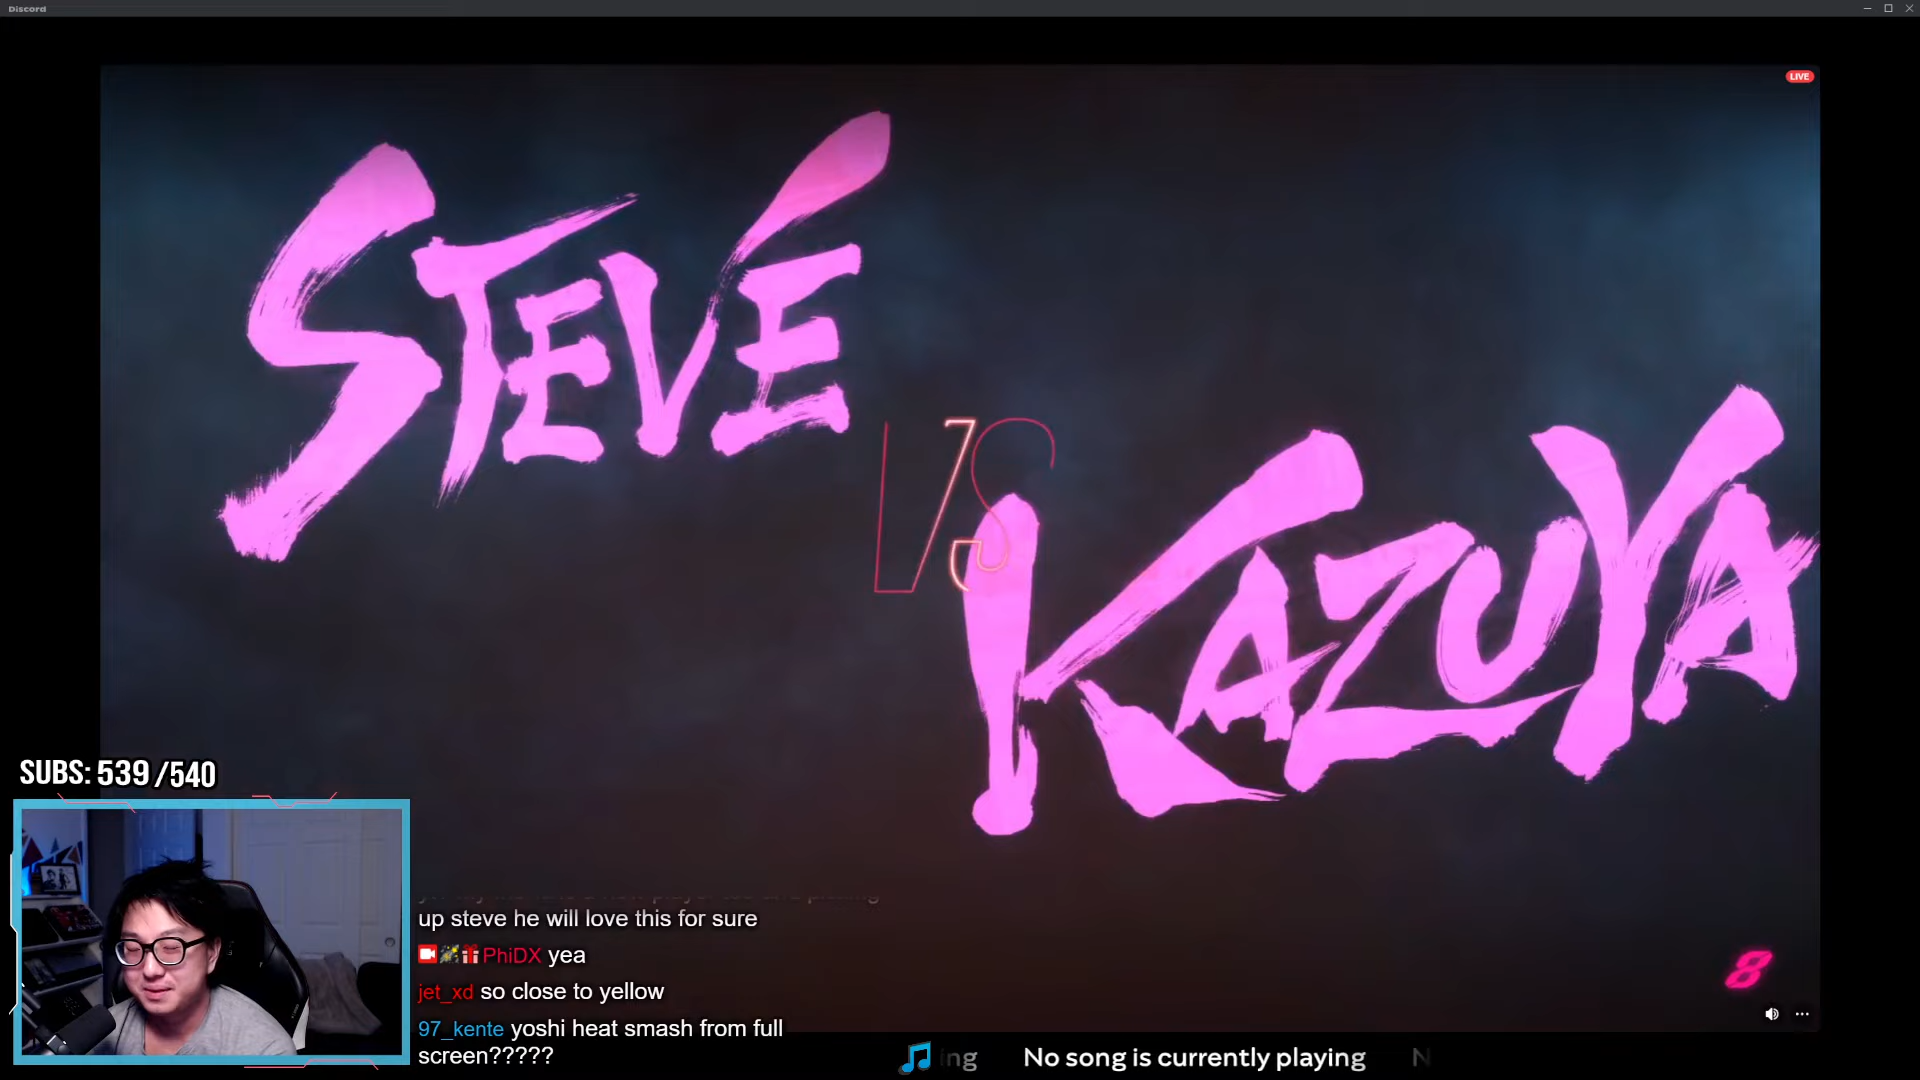 Discord
LIVE
STEVE
VS
KAZUYA
SUBS: 539/540
up steve he will love this for sure
PhiDX yea
jet_xd so close to yellow
97_kente yoshi heat smash from full
screen?????
8
ing No song is currently playing N